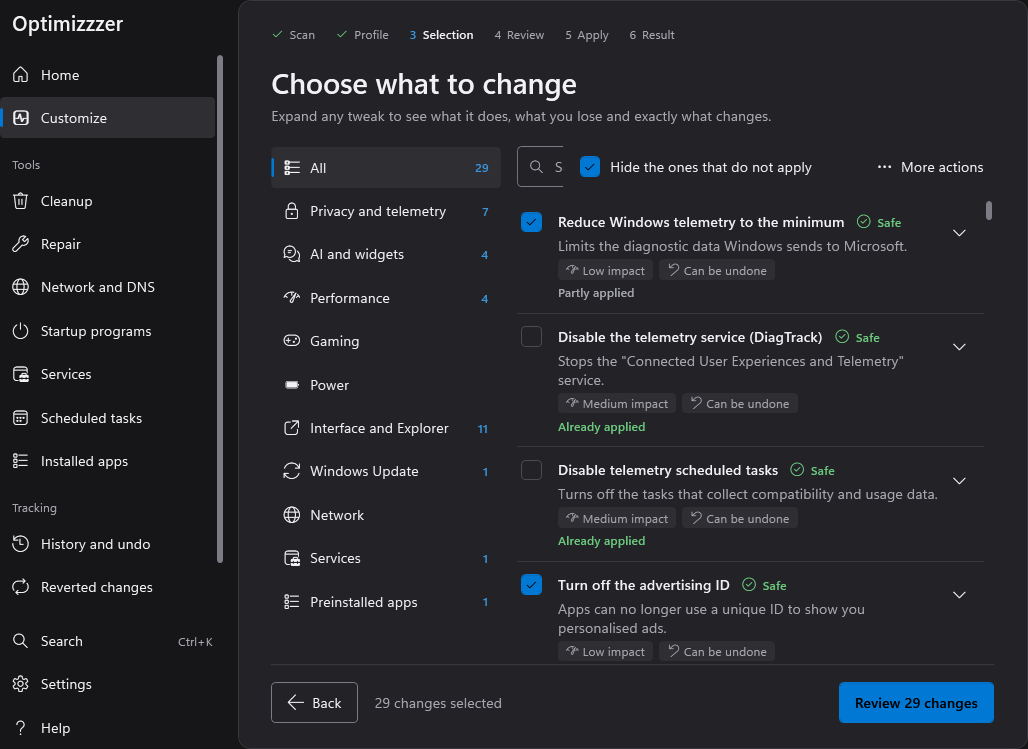 Optimizzzer
Home
Customize
Tools
Cleanup
Repair
Network and DNS
Startup programs
Services
Scheduled tasks
Installed apps
Tracking
History and undo
Reverted changes
Search Ctrl+K
Settings
Help
Scan Profile 3 Selection 4 Review 5 Apply 6 Result
Choose what to change
Expand any tweak to see what it does, what you lose and exactly what changes.
All 29
Privacy and telemetry 7
AI and widgets 4
Performance 4
Gaming
Power
Interface and Explorer 11
Windows Update 1
Network
Services 1
Preinstalled apps 1
S Hide the ones that do not apply ··· More actions
Reduce Windows telemetry to the minimum Safe
Limits the diagnostic data Windows sends to Microsoft.
Low impact Can be undone
Partly applied
Disable the telemetry service (DiagTrack) Safe
Stops the "Connected User Experiences and Telemetry"
service.
Medium impact Can be undone
Already applied
Disable telemetry scheduled tasks Safe
Turns off the tasks that collect compatibility and usage data.
Medium impact Can be undone
Already applied
Turn off the advertising ID Safe
Apps can no longer use a unique ID to show you
personalised ads.
Low impact Can be undone
Back 29 changes selected Review 29 changes